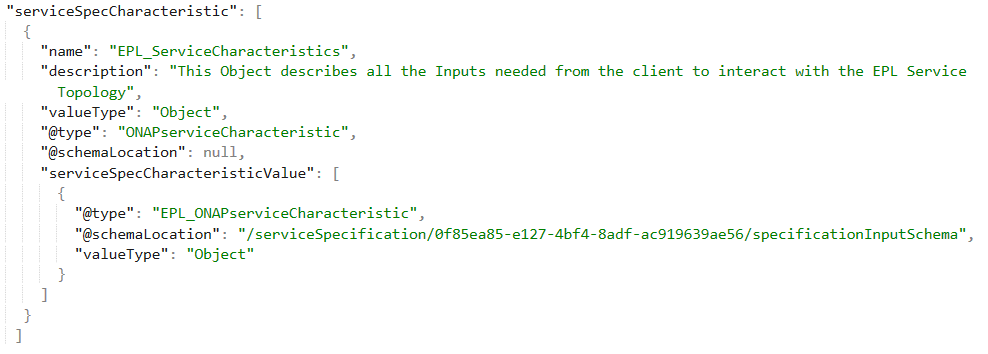 "serviceSpecCharacteristic": [
{
"name": "EPL_ServiceCharacteristics",
"description": "This Object describes all the Inputs needed from the client to interact with the EPL Service
Topology",
"valueType": "Object",
"@type": "ONAPserviceCharacteristic",
"@schemaLocation": null,
"serviceSpecCharacteristicValue": [
{
"@type": "EPL_ONAPserviceCharacteristic",
"@schemaLocation": "/serviceSpecification/0f85ea85-e127-4bf4-8adf-ac919639ae56/specificationInputSchema",
"valueType": "Object"
}
]
}
]